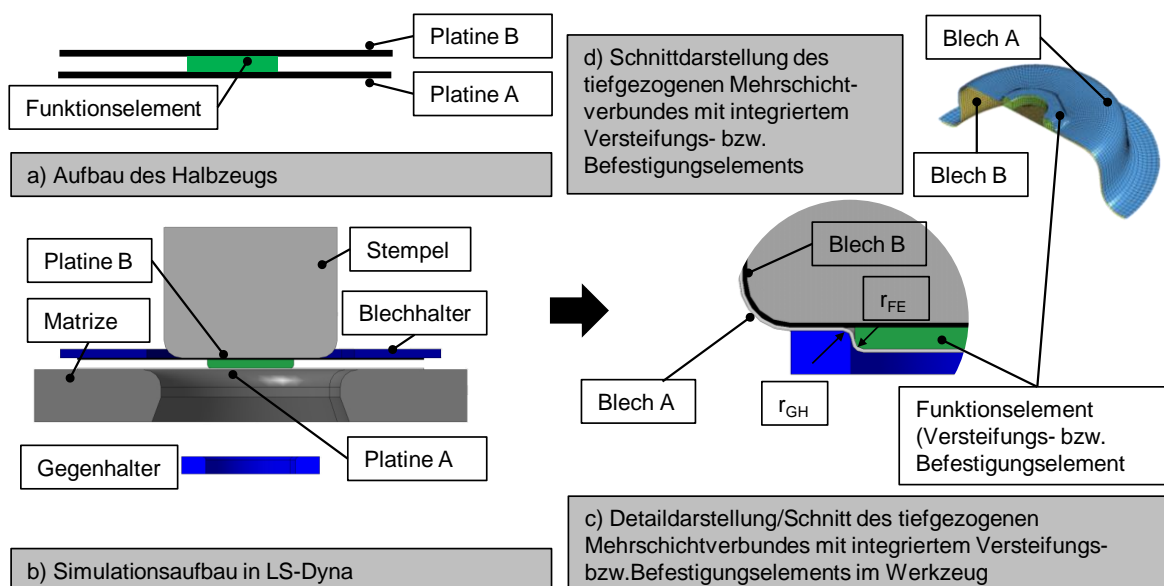 Platine B
Funktionselement
Platine A
a) Aufbau des Halbzeugs
d) Schnittdarstellung des
tiefgezogenen Mehrschicht-
verbundes mit integriertem
Versteifungs- bzw.
Befestigungselements
Blech A
Blech B
Platine B
Stempel
Matrize
Blechhalter
Gegenhalter
Platine A
b) Simulationsaufbau in LS-Dyna
Blech B
rFE
Blech A
rGH
Funktionselement
(Versteifungs- bzw.
Befestigungselement
c) Detaildarstellung/Schnitt des tiefgezogenen
Mehrschichtverbundes mit integriertem Versteifungs-
bzw.Befestigungselements im Werkzeug